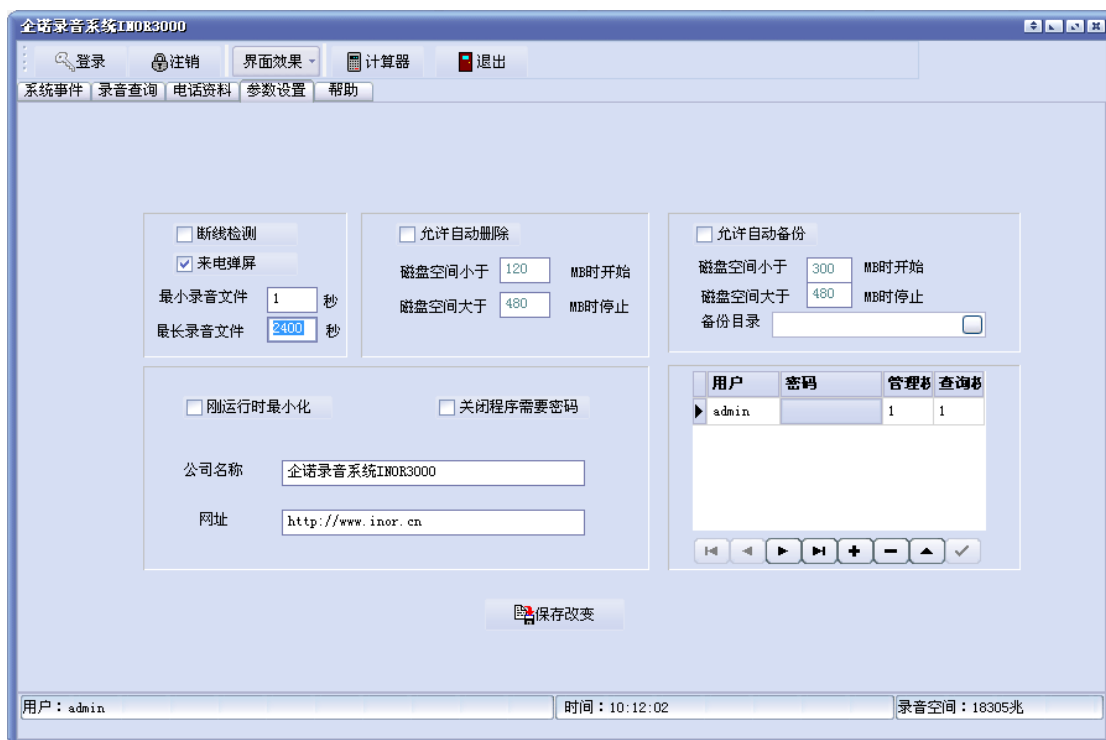 企诺录音系统INOR3000
登录 注销 界面效果 计算器 退出
系统事件 录音查询 电话资料 参数设置 帮助
断线检测
来电弹屏
最小录音文件 1 秒
最长录音文件 2400 秒
允许自动删除
磁盘空间小于 120 MB时开始
磁盘空间大于 480 MB时停止
允许自动备份
磁盘空间小于 300 MB时开始
磁盘空间大于 480 MB时停止
备份目录
刚运行时最小化 关闭程序需要密码
公司名称 企诺录音系统INOR3000
网址 http://www.inor.cn
用户 密码 管理权 查询权
admin 1 1
保存改变
用户：admin 时间：10:12:02 录音空间：18305兆